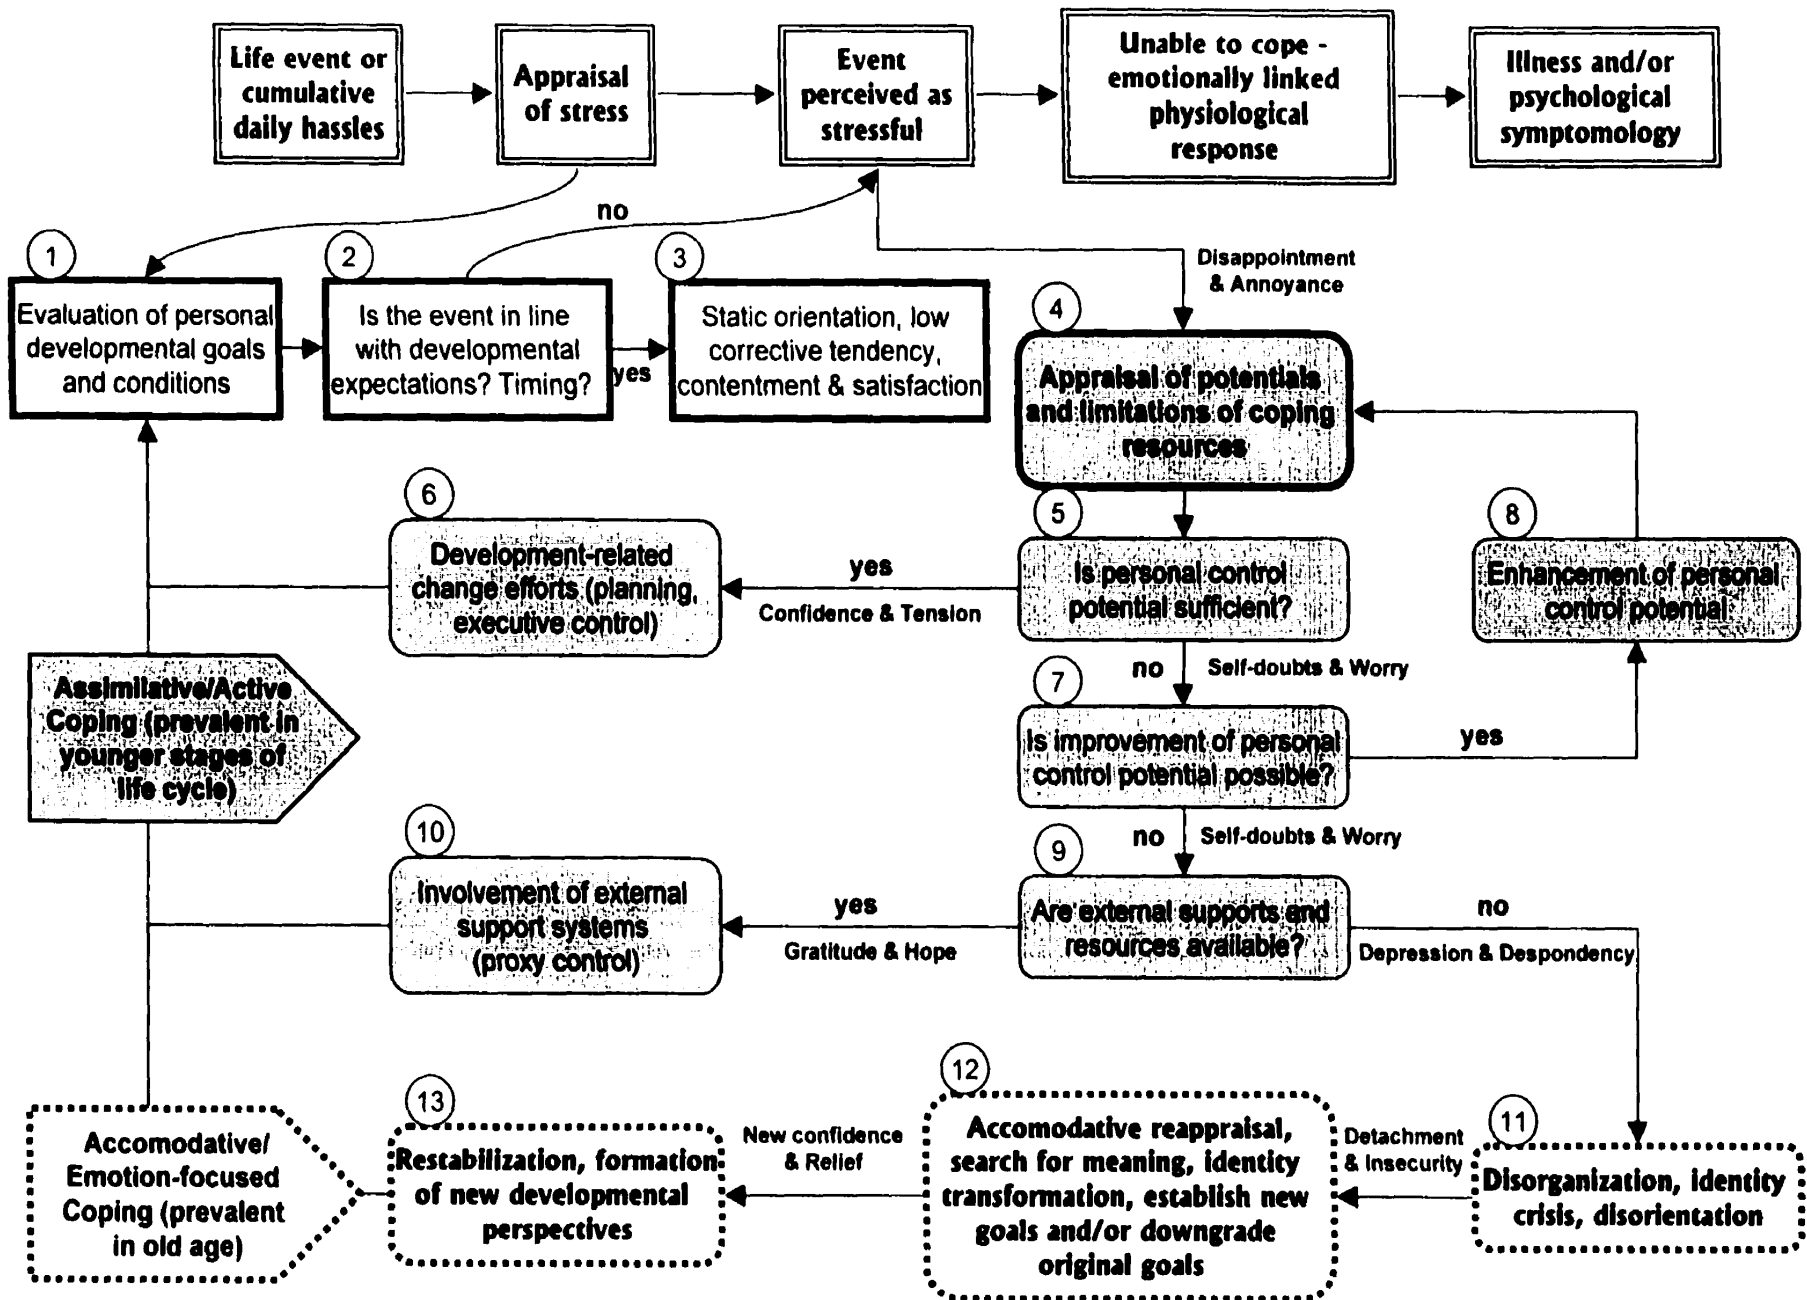 Life event or
cumulative
daily hassles
Appraisal
of stress
Event
perceived as
stressful
Unable to cope -
emotionally linked
physiological
response
Illness and/or
psychological
symptomology
no
1
Evaluation of personal
developmental goals
and conditions
2
Is the event in line
with developmental
expectations? Timing?
yes
3
Static orientation, low
corrective tendency,
contentment & satisfaction
Disappointment
& Annoyance
4
Appraisal of potentials
and limitations of coping
resources
5
Is personal control
potential sufficient?
yes
Confidence & Tension
6
Development-related
change efforts (planning,
executive control)
no
Self-doubts & Worry
7
Is improvement of personal
control potential possible?
yes
8
Enhancement of personal
control potential
Assimilative/Active
Coping (prevalent in
younger stages of
life cycle)
no
Self-doubts & Worry
9
Are external supports and
resources available?
yes
Gratitude & Hope
10
Involvement of external
support systems
(proxy control)
no
Depression & Despondency
11
Disorganization, identity
crisis, disorientation
Detachment
& Insecurity
12
Accomodative reappraisal,
search for meaning, identity
transformation, establish new
goals and/or downgrade
original goals
New confidence
& Relief
13
Restabilization, formation
of new developmental
perspectives
Accomodative/
Emotion-focused
Coping (prevalent
in old age)